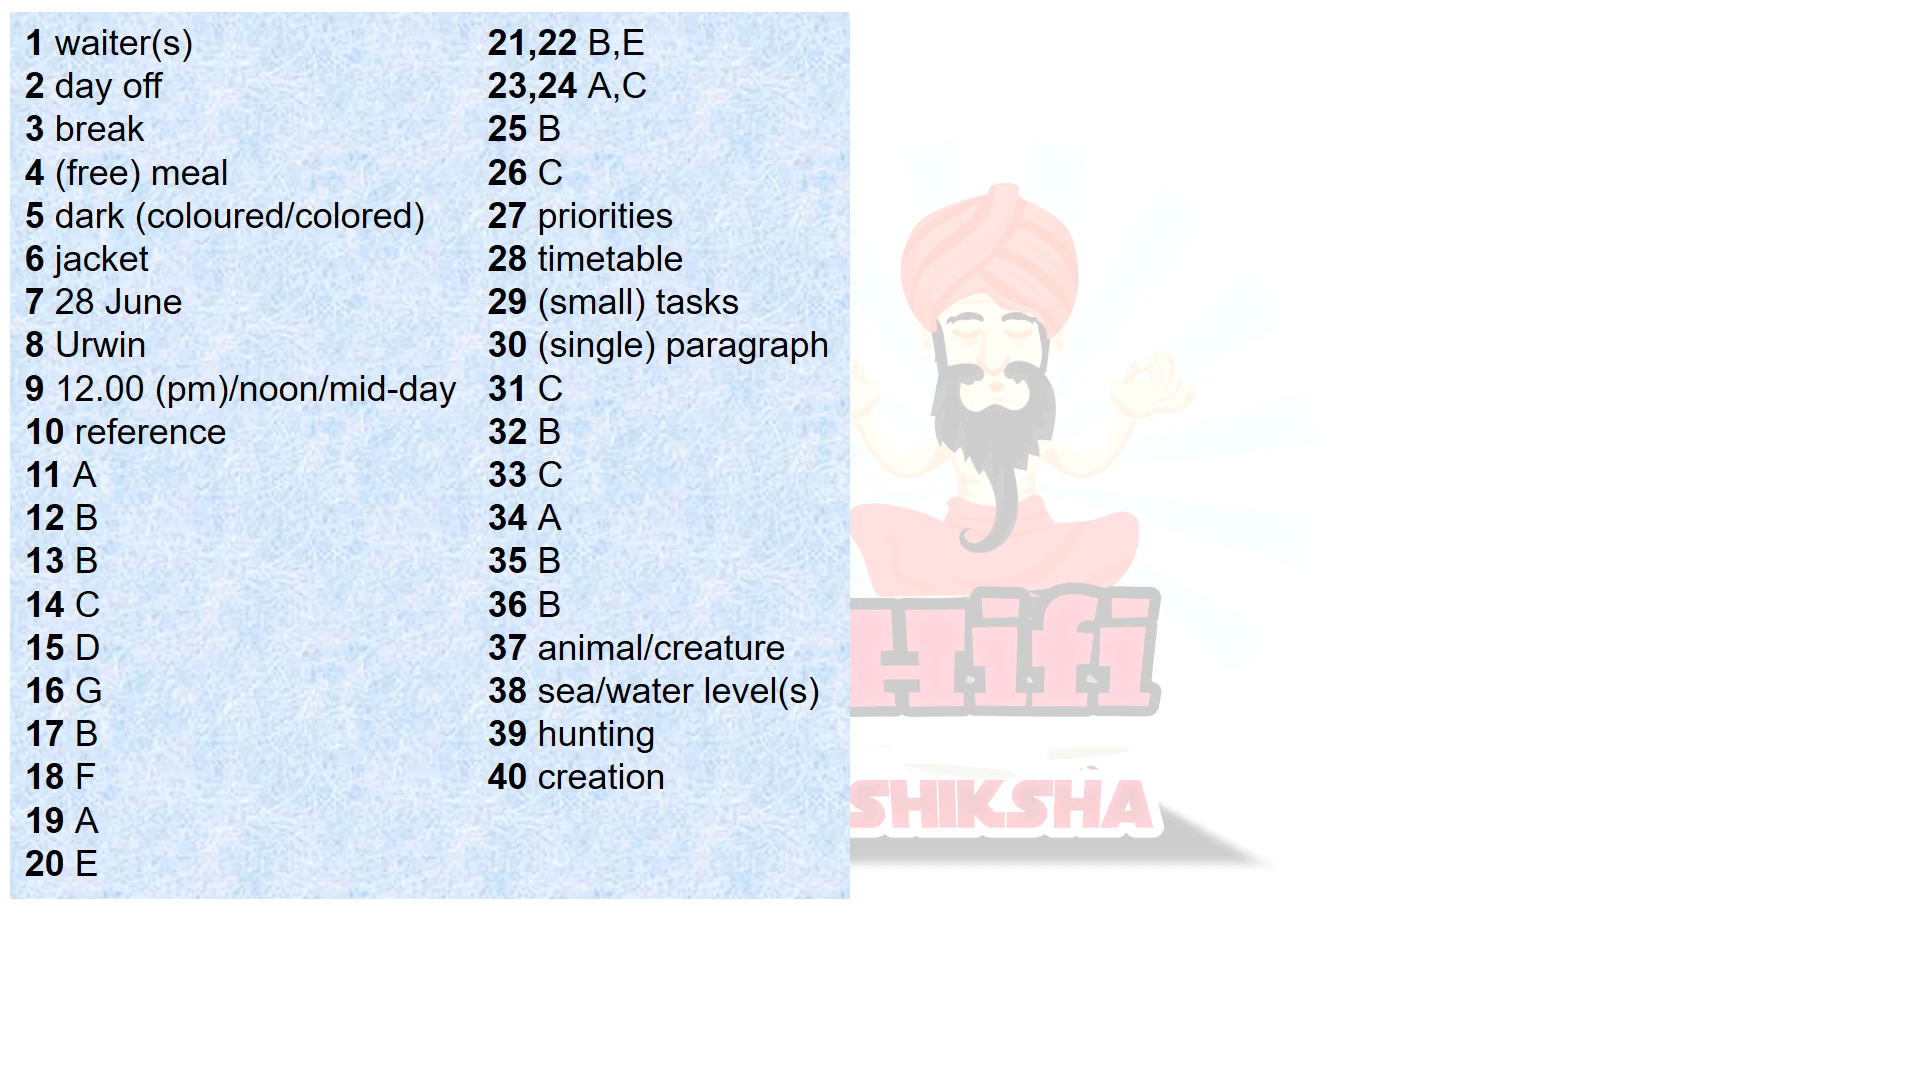 1 waiter(s)
2 day off
3 break
4 (free) meal
5 dark (coloured/colored)
6 jacket
7 28 June
8 Urwin
9 12.00 (pm)/noon/mid-day
10 reference
11 A
12 B
13 B
14 C
15 D
16 G
17 B
18 F
19 A
20 E
21,22 B,E
23,24 A,C
25 B
26 C
27 priorities
28 timetable
29 (small) tasks
30 (single) paragraph
31 C
32 B
33 C
34 A
35 B
36 B
37 animal/creature
38 sea/water level(s)
39 hunting
40 creation
Hifi
SHIKSHA